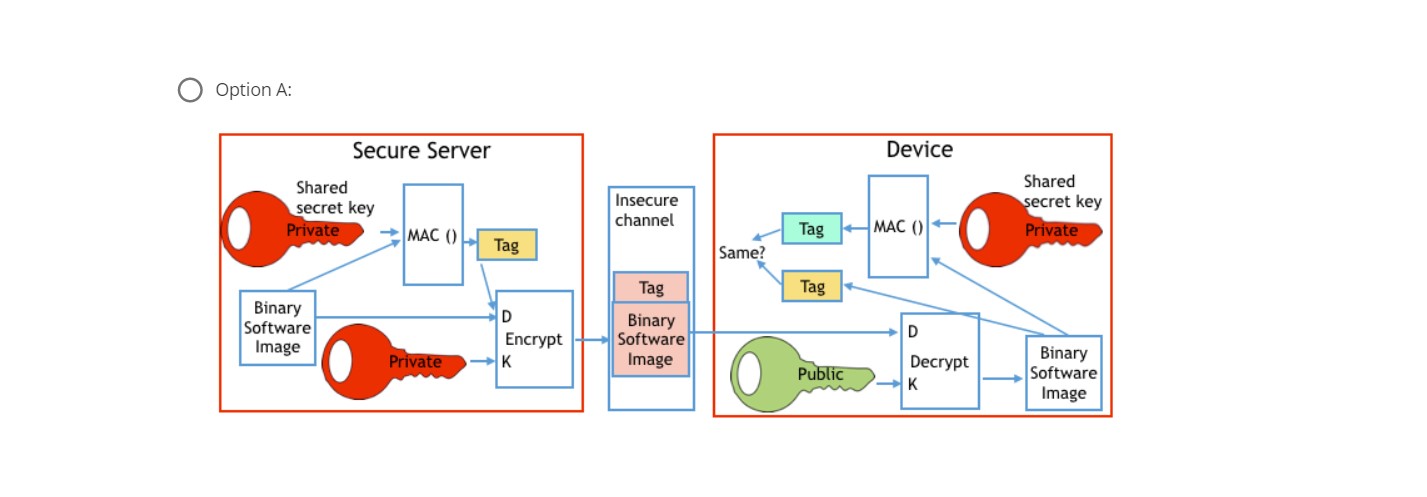 Option A:
Secure Server
Shared
secret key
Private
MAC ()
Tag
Binary
Software
Image
Private
D
Encrypt
K
Insecure
channel
Tag
Binary
Software
Image
Device
Shared
secret key
Private
MAC ()
Tag
Same?
Tag
D
Decrypt
K
Public
Binary
Software
Image